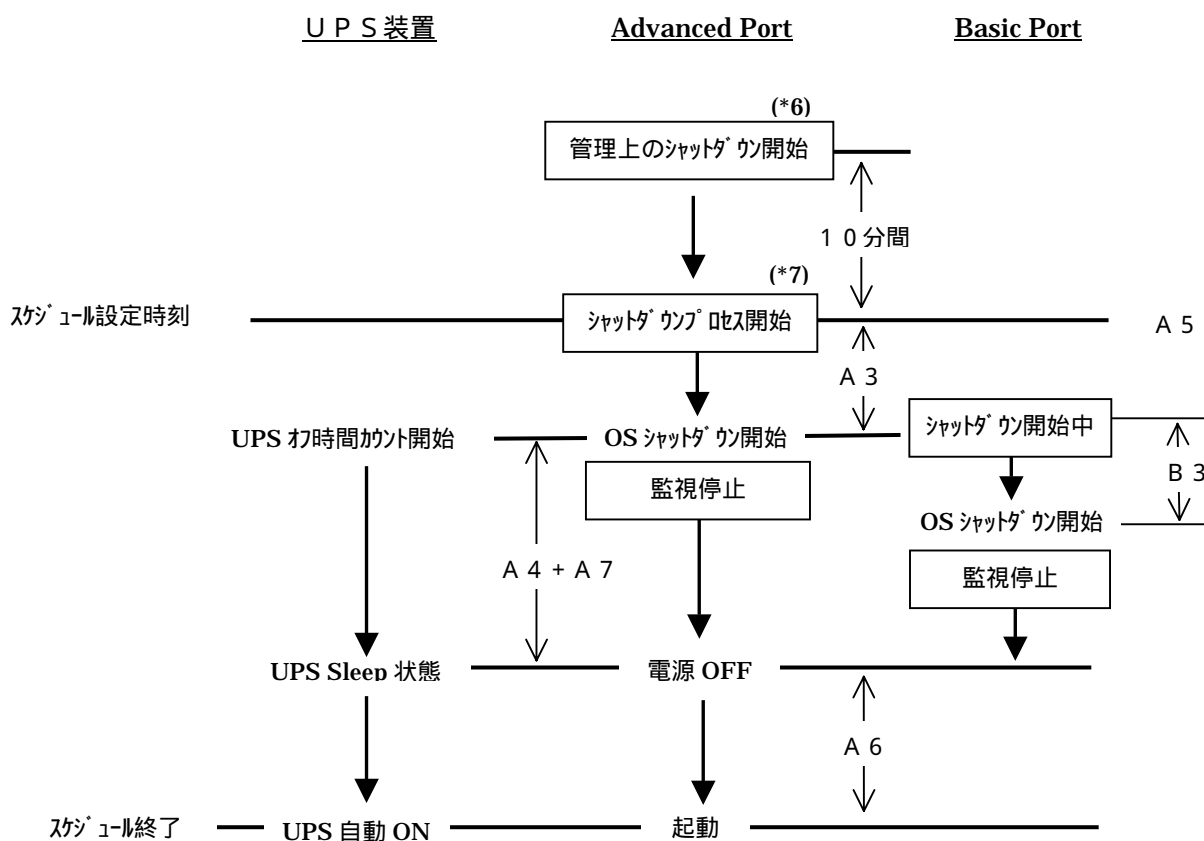 ＵＰＳ装置 Advanced Port Basic Port
(*6)
管理上のｼｬｯﾄﾀﾞｳﾝ開始
１０分間
(*7)
ｽｹｼﾞｭｰﾙ設定時刻 ｼｬｯﾄﾀﾞｳﾝﾌﾟﾛｾｽ開始 Ａ５
Ａ３
ｼｬｯﾄﾀﾞｳﾝ開始中
UPS ｵﾌ時間ｶｳﾝﾄ開始 OS ｼｬｯﾄﾀﾞｳﾝ開始
Ｂ３
監視停止
OS ｼｬｯﾄﾀﾞｳﾝ開始
Ａ４＋Ａ７ 監視停止
UPS Sleep 状態 電源 OFF
Ａ６
ｽｹｼﾞｭｰﾙ終了 UPS 自動 ON 起動